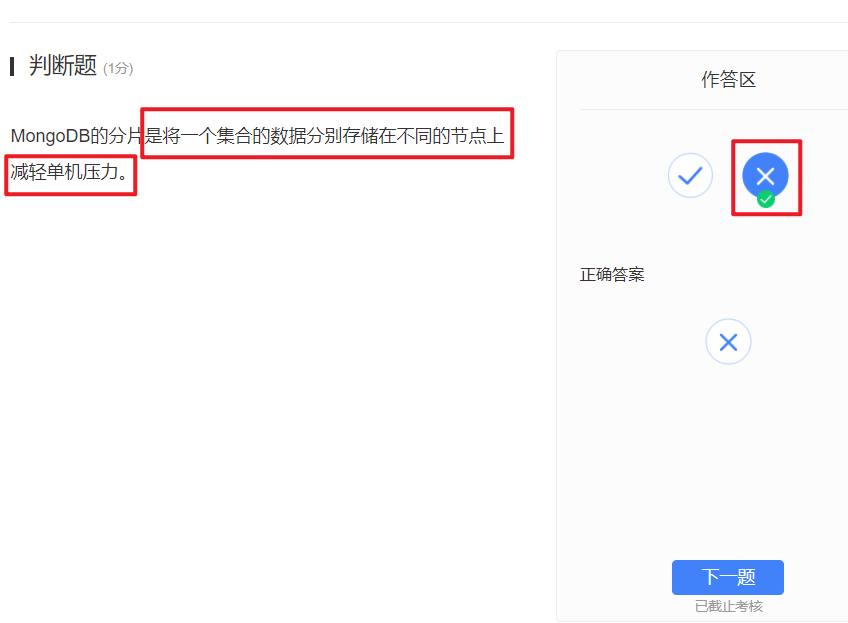 判断题 (1分)
MongoDB的分片是将一个集合的数据分别存储在不同的节点上
减轻单机压力。
作答区
正确答案
下一题
已截止考核